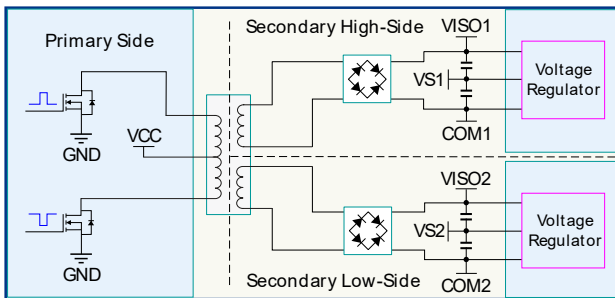 Primary Side
Secondary High-Side
VISO1
VS1
COM1
Voltage
Regulator
VCC
GND
GND
VISO2
VS2
COM2
Voltage
Regulator
Secondary Low-Side